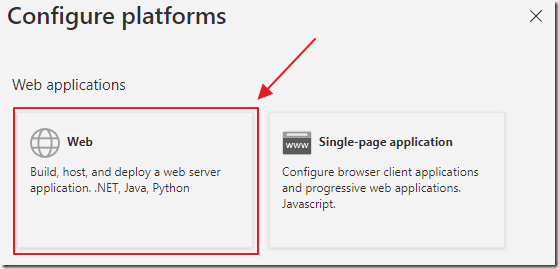 Configure platforms
Web applications
Web
Build, host, and deploy a web server
application. .NET, Java, Python
www
Single-page application
Configure browser client applications
and progressive web applications.
Javascript.